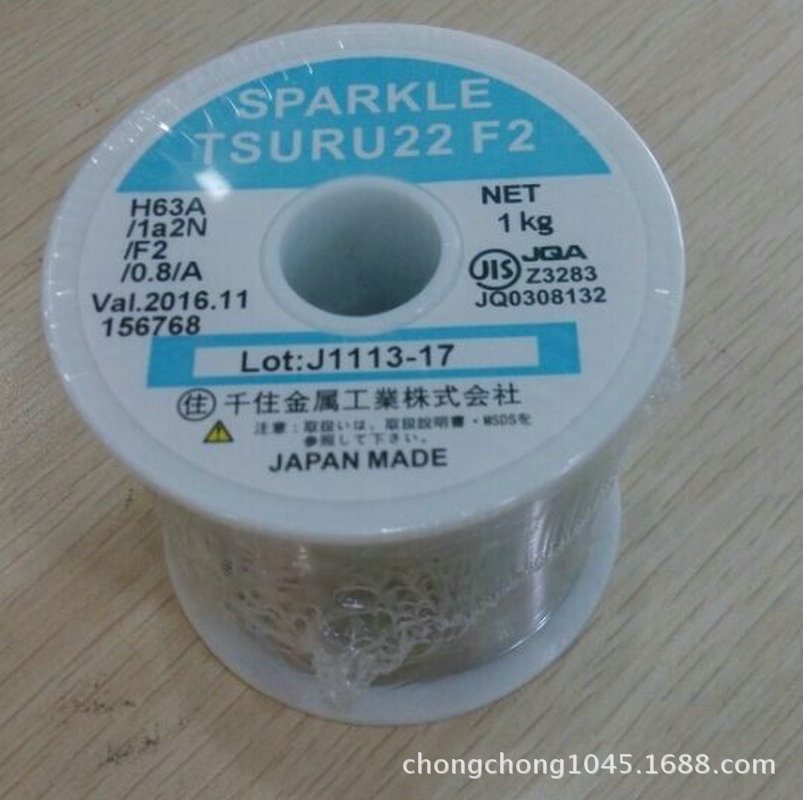 SPARKLE
TSURU22 F2
H63A
/1a2N
/F2
/0.8/A
Val.2016.11
156768
NET
1kg
JIS JQA
Z3283
JQ0308132
Lot:J1113-17
住 千住金属工業株式会社
注意：取扱いは、取扱説明書・MSDSを
参照して下さい。
JAPAN MADE
chongchong1045.1688.com